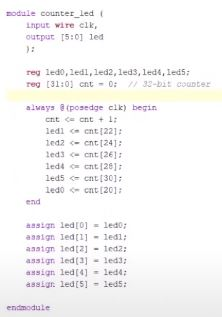 module counter_led (
input wire clk,
output [5:0] led
);
reg led0,led1,led2,led3,led4,led5;
reg [31:0] cnt = 0; // 32-bit counter
always @(posedge clk) begin
cnt <= cnt + 1;
led1 <= cnt[22];
led2 <= cnt[24];
led3 <= cnt[26];
led4 <= cnt[28];
led5 <= cnt[30];
led0 <= cnt[20];
end
assign led[0] = led0;
assign led[1] = led1;
assign led[2] = led2;
assign led[3] = led3;
assign led[4] = led4;
assign led[5] = led5;
endmodule